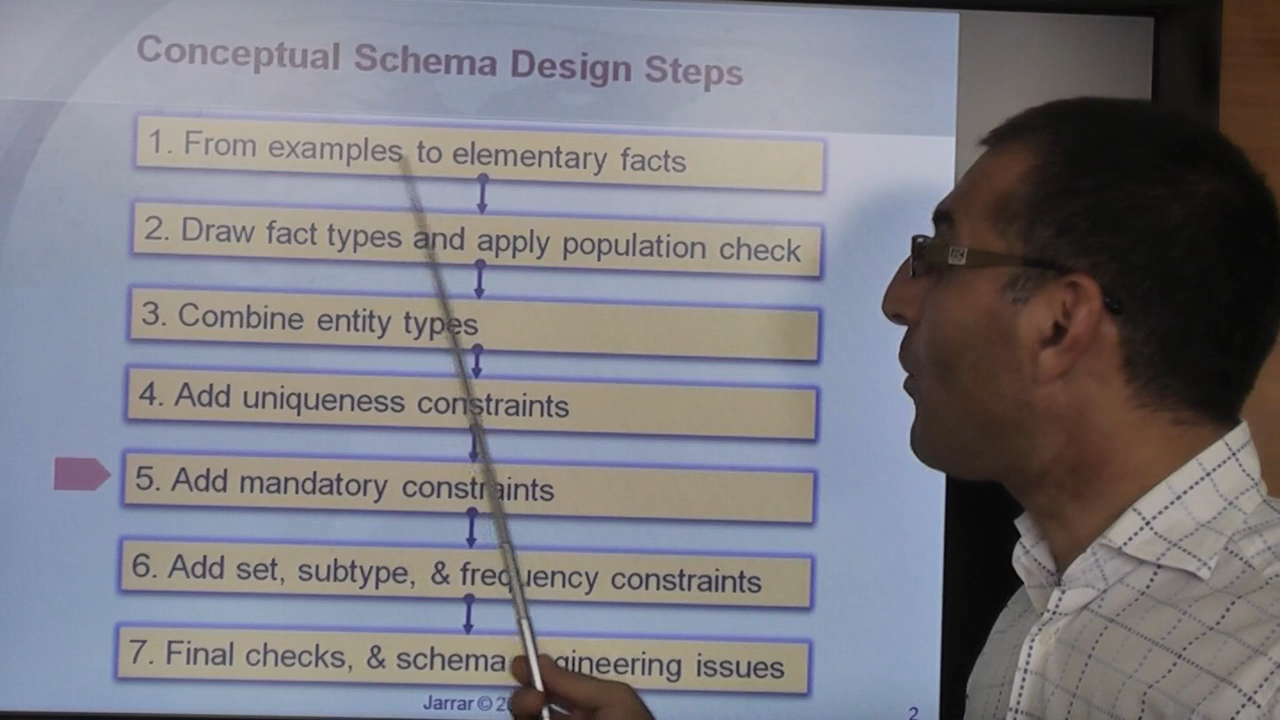 Conceptual Schema Design Steps
1. From examples to elementary facts
2. Draw fact types and apply population check
3. Combine entity types
4. Add uniqueness constraints
5. Add mandatory constraints
6. Add set, subtype, & frequency constraints
7. Final checks, & schema engineering issues
Jarrar ©
2